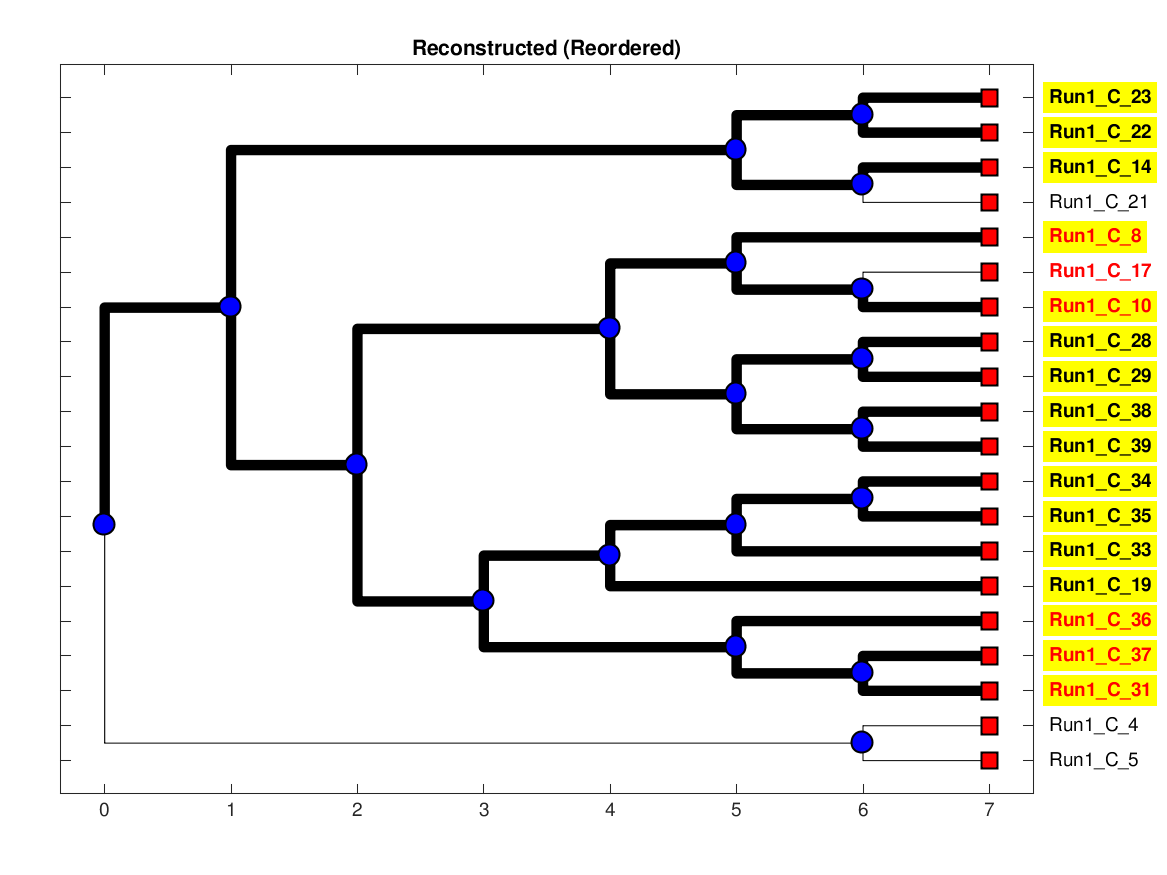 Reconstructed (Reordered)
Run1_C_23
Run1_C_22
Run1_C_14
Run1_C_21
Run1_C_8
Run1_C_17
Run1_C_10
Run1_C_28
Run1_C_29
Run1_C_38
Run1_C_39
Run1_C_34
Run1_C_35
Run1_C_33
Run1_C_19
Run1_C_36
Run1_C_37
Run1_C_31
Run1_C_4
Run1_C_5
0 1 2 3 4 5 6 7